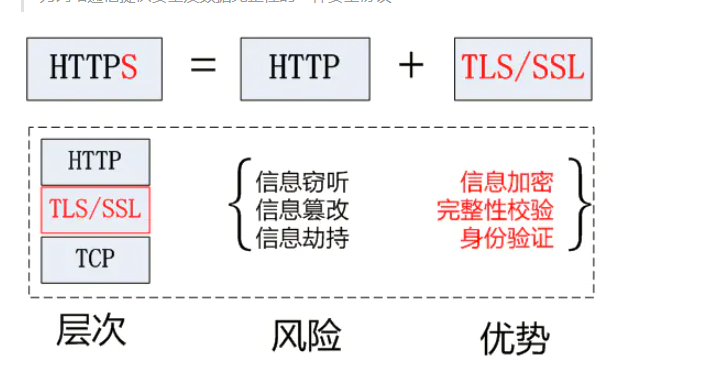 HTTPS = HTTP + TLS/SSL
HTTP
TLS/SSL
TCP
信息窃听
信息篡改
信息劫持
信息加密
完整性校验
身份验证
层次
风险
优势